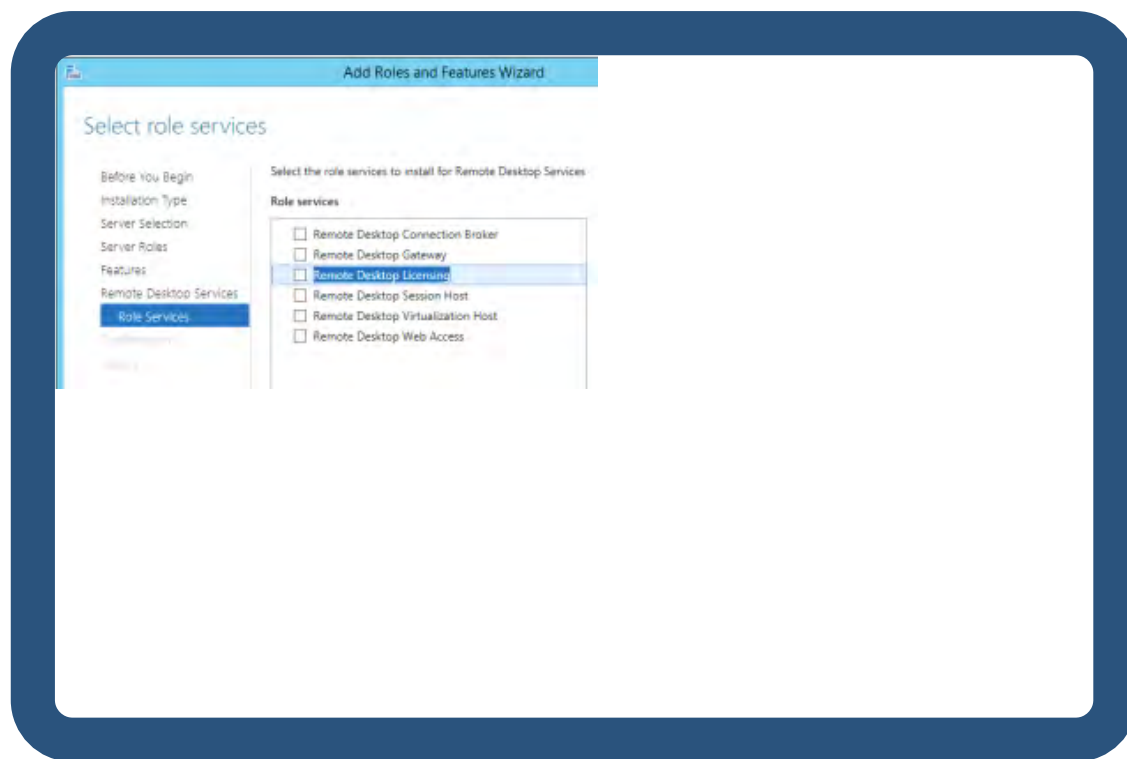 Add Roles and Features Wizard
Select role services
Before You Begin
Installation Type
Server Selection
Server Roles
Features
Remote Desktop Services
Role Services
Select the role services to install for Remote Desktop Services
Role services
Remote Desktop Connection Broker
Remote Desktop Gateway
Remote Desktop Licensing
Remote Desktop Session Host
Remote Desktop Virtualization Host
Remote Desktop Web Access